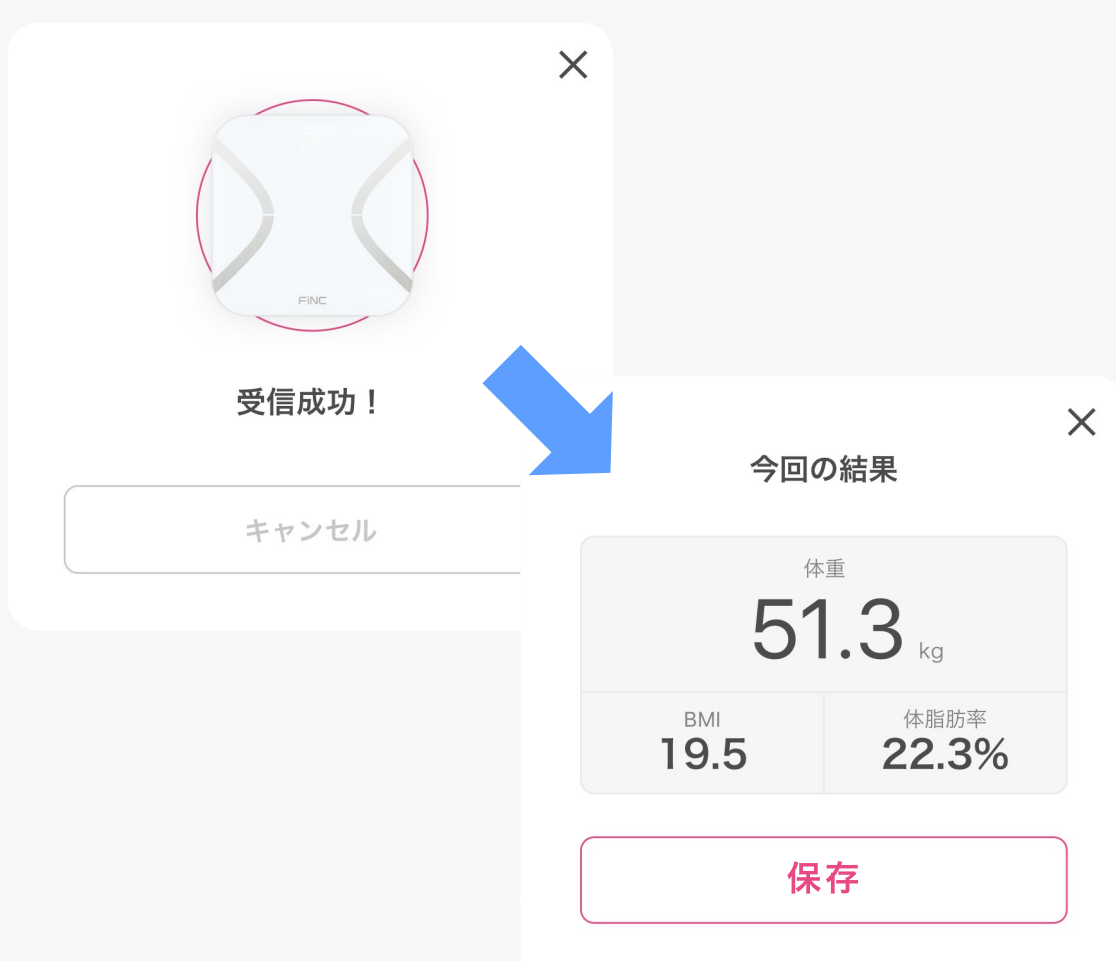 FiNC
受信成功！
キャンセル
今回の結果
体重
51.3 kg
BMI
19.5
体脂肪率
22.3%
保存